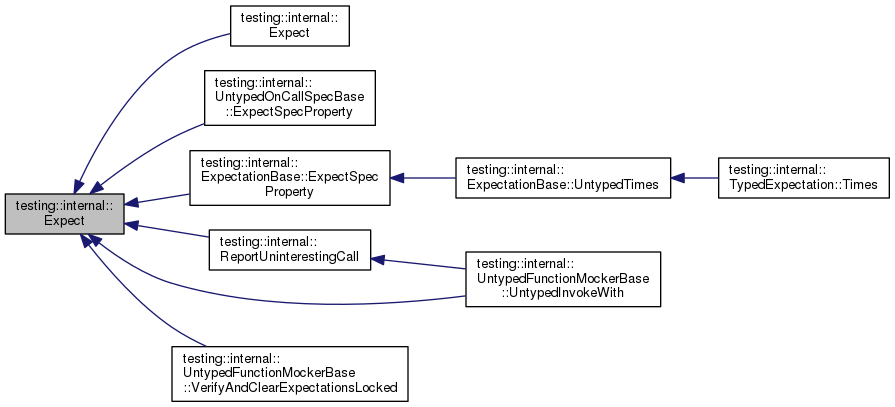 testing::internal::
Expect
testing::internal::
UntypedOnCallSpecBase
::ExpectSpecProperty
testing::internal::
ExpectationBase::ExpectSpec
Property
testing::internal::
ExpectationBase::UntypedTimes
testing::internal::
TypedExpectation::Times
testing::internal::
Expect
testing::internal::
ReportUninterestingCall
testing::internal::
UntypedFunctionMockerBase
::UntypedInvokeWith
testing::internal::
UntypedFunctionMockerBase
::VerifyAndClearExpectationsLocked